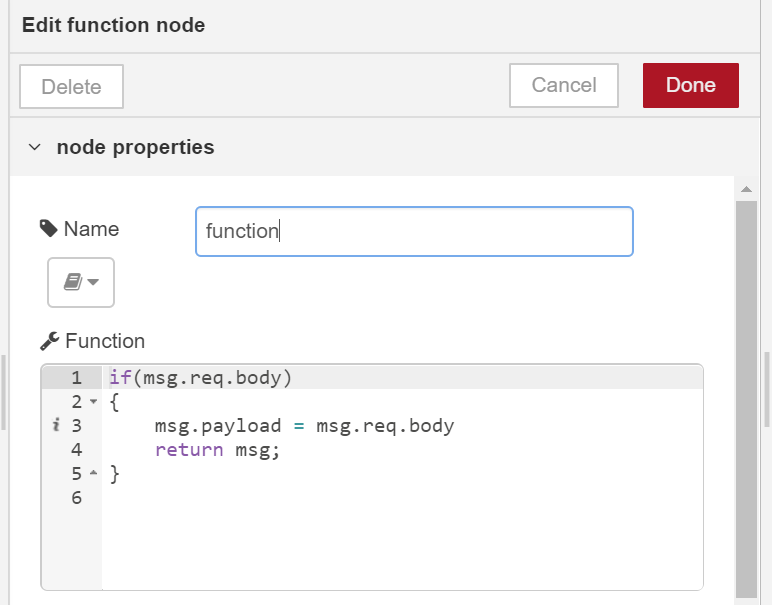 Edit function node
Delete
Cancel
Done
node properties
Name
function
Function
1 if(msg.req.body)
2 {
i 3     msg.payload = msg.req.body
4     return msg;
5 }
6